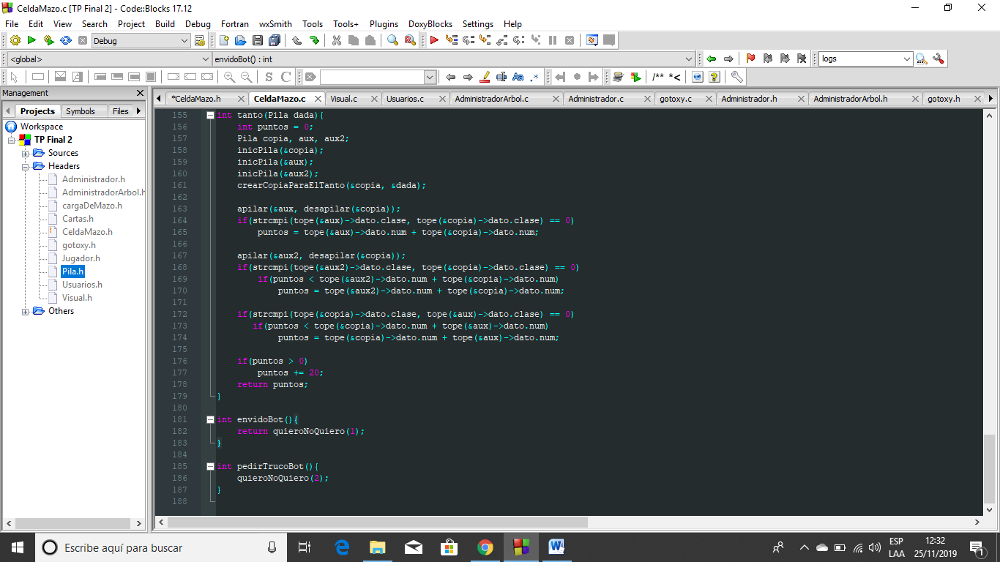 CeldaMazo.c [TP Final 2] - Code::Blocks 17.12
File Edit View Search Project Build Debug Fortran wxSmith Tools Tools+ Plugins DoxyBlocks Settings Help
Debug
<global> envidoBot() : int logs
S C Aa .* /** *<
Management
*CeldaMazo.h CeldaMazo.c Visual.c Usuarios.c AdministradorArbol.c Administrador.c gotoxy.c Administrador.h AdministradorArbol.h gotoxy.h
Projects Symbols Files
Workspace
TP Final 2
Sources
Headers
Administrador.h
AdministradorArbol.h
cargaDeMazo.h
Cartas.h
CeldaMazo.h
gotoxy.h
Jugador.h
Pila.h
Usuarios.h
Visual.h
Others
155 int tanto(Pila dada){
156 int puntos = 0;
157 Pila copia, aux, aux2;
158 inicPila(&copia);
159 inicPila(&aux);
160 inicPila(&aux2);
161 crearCopiaParaElTanto(&copia, &dada);
162
163 apilar(&aux, desapilar(&copia));
164 if(strcmpi(tope(&aux)->dato.clase, tope(&copia)->dato.clase) == 0)
165 puntos = tope(&aux)->dato.num + tope(&copia)->dato.num;
166
167 apilar(&aux2, desapilar(&copia));
168 if(strcmpi(tope(&aux2)->dato.clase, tope(&copia)->dato.clase) == 0)
169 if(puntos < tope(&aux2)->dato.num + tope(&copia)->dato.num)
170 puntos = tope(&aux2)->dato.num + tope(&copia)->dato.num;
171
172 if(strcmpi(tope(&copia)->dato.clase, tope(&aux)->dato.clase) == 0)
173 if(puntos < tope(&copia)->dato.num + tope(&aux)->dato.num)
174 puntos = tope(&copia)->dato.num + tope(&aux)->dato.num;
175
176 if(puntos > 0)
177 puntos += 20;
178 return puntos;
179 }
180
181 int envidoBot(){
182 return quieroNoQuiero(1);
183 }
184
185 int pedirTrucoBot(){
186 quieroNoQuiero(2);
187 }
188
Escribe aquí para buscar
ESP
LAA
12:32
25/11/2019
1